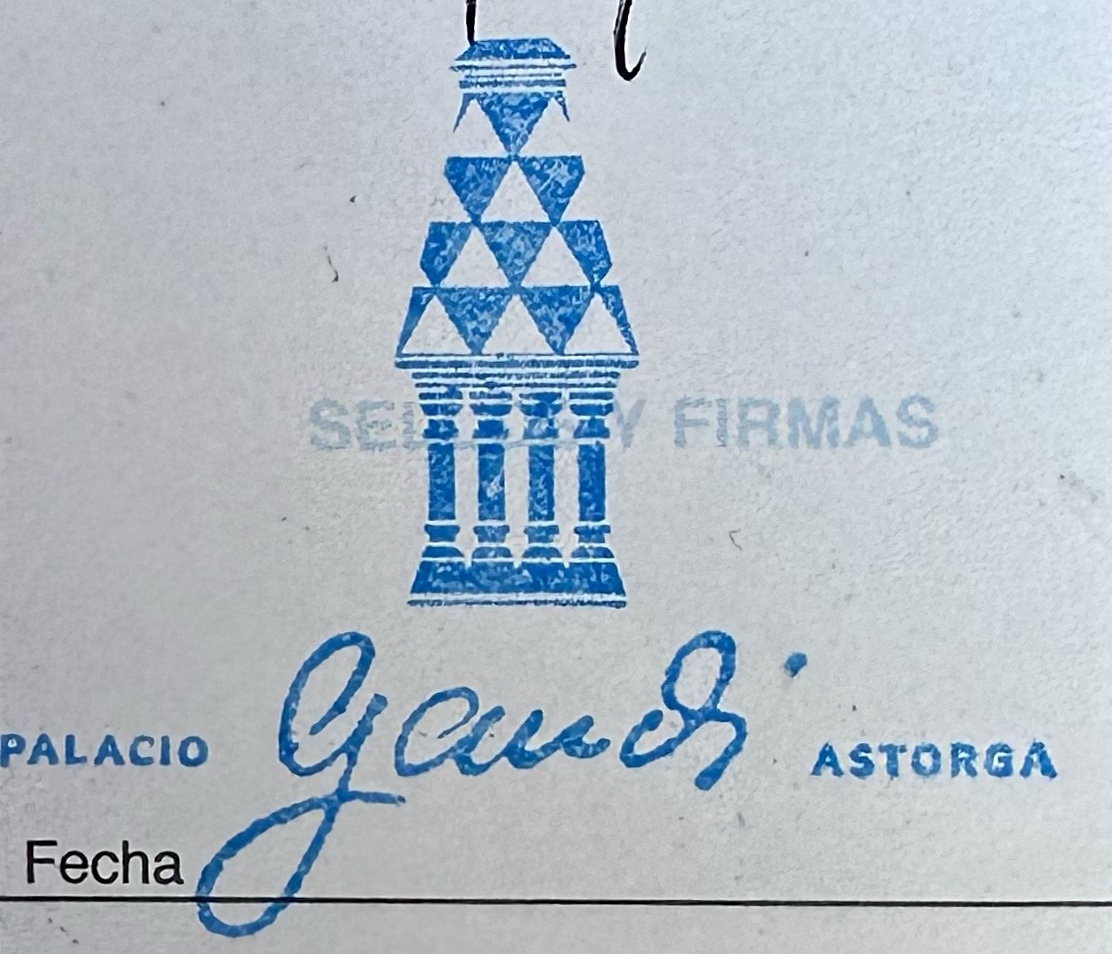 SELLOS Y FIRMAS
PALACIO Gaudí ASTORGA
Fecha